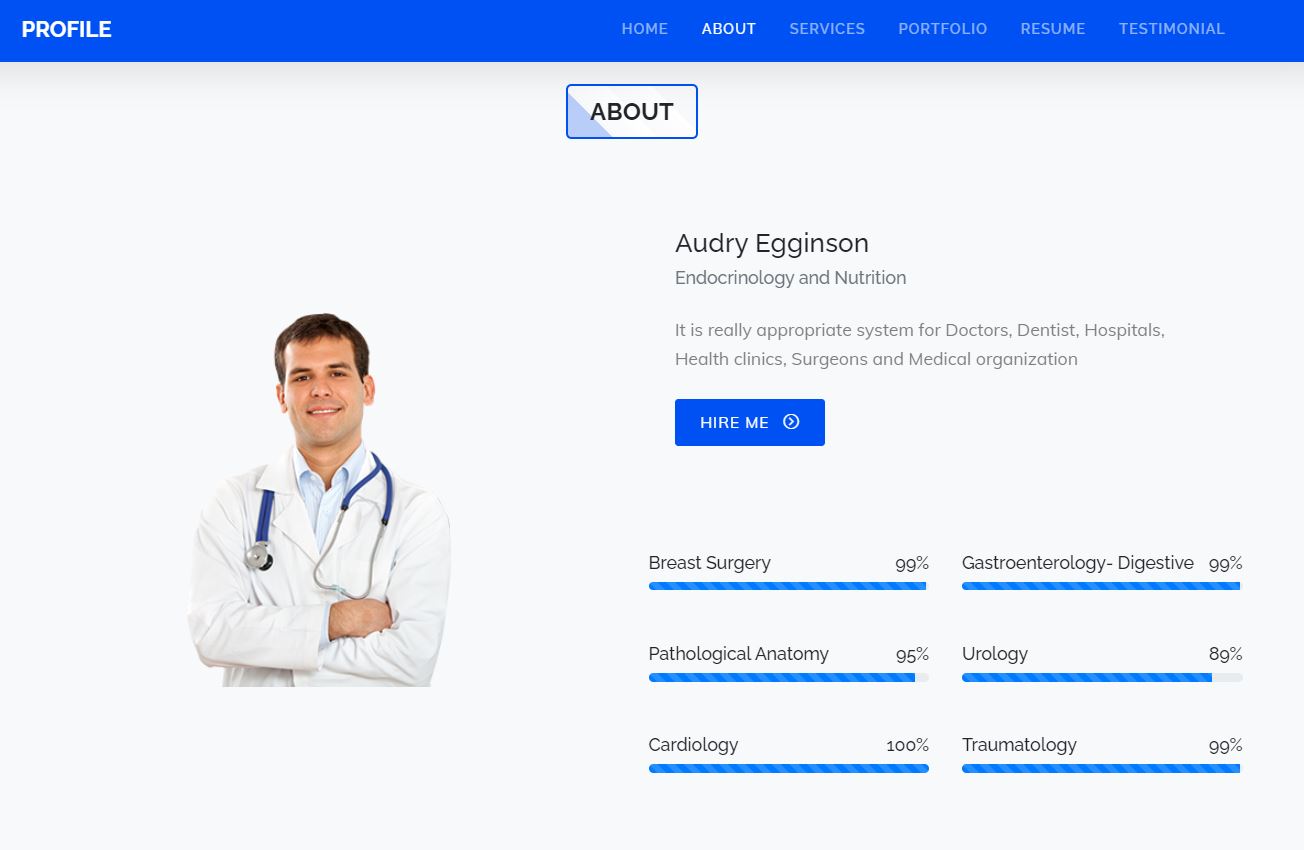 PROFILE
HOME ABOUT SERVICES PORTFOLIO RESUME TESTIMONIAL
ABOUT
Audry Egginson
Endocrinology and Nutrition
It is really appropriate system for Doctors, Dentist, Hospitals,
Health clinics, Surgeons and Medical organization
HIRE ME
Breast Surgery 99%
Gastroenterology- Digestive 99%
Pathological Anatomy 95%
Urology 89%
Cardiology 100%
Traumatology 99%